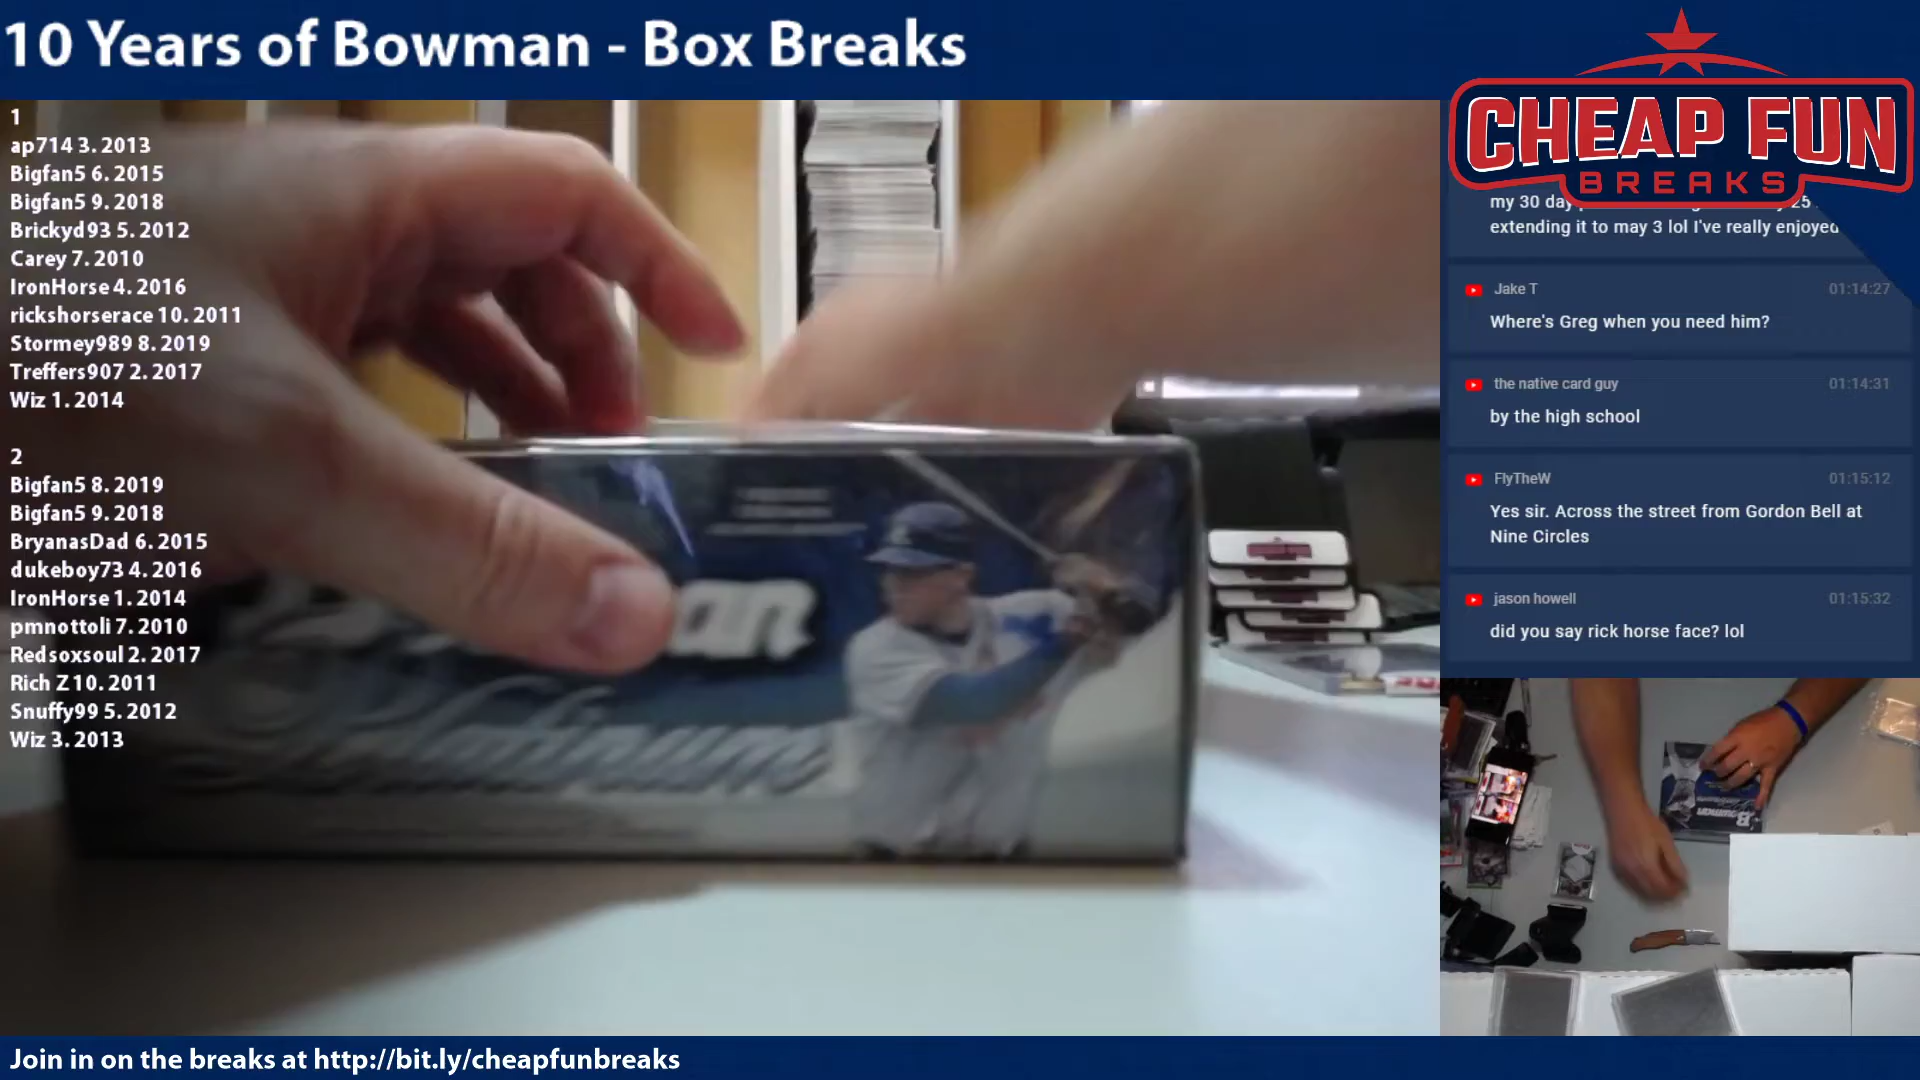 10 Years of Bowman - Box Breaks
1
ap714 3. 2013
Bigfan5 6. 2015
Bigfan5 9. 2018
Brickyd93 5. 2012
Carey 7. 2010
IronHorse 4. 2016
rickshorserace 10. 2011
Stormey989 8. 2019
Treffers907 2. 2017
Wiz 1. 2014
2
Bigfan5 8. 2019
Bigfan5 9. 2018
BryanasDad 6. 2015
dukeboy73 4. 2016
IronHorse 1. 2014
pmnottoli 7. 2010
Redsoxsoul 2. 2017
Rich Z 10. 2011
Snuffy99 5. 2012
Wiz 3. 2013
an
Platinum
CHEAP FUN
BREAKS
my 30 day 25
extending it to may 3 lol I've really enjoyed
Jake T 01:14:27
Where's Greg when you need him?
the native card guy 01:14:31
by the high school
FlyTheW 01:15:12
Yes sir. Across the street from Gordon Bell at
Nine Circles
jason howell 01:15:32
did you say rick horse face? lol
Bowman
Join in on the breaks at http://bit.ly/cheapfunbreaks